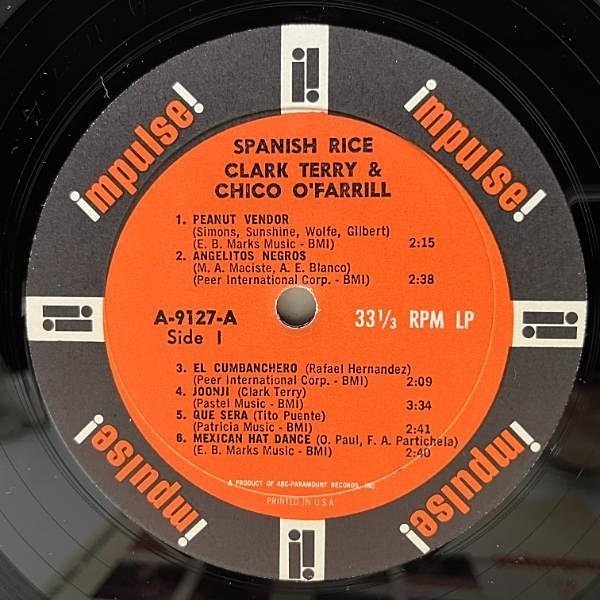 impulse!
impulse!
SPANISH RICE
CLARK TERRY &
CHICO O'FARRILL
1. PEANUT VENDOR
(Simons, Sunshine, Wolfe, Gilbert)
(E. B. Marks Music - BMI) 2:15
2. ANGELITOS NEGROS
(M. A. Maciste, A. E. Blanco)
(Peer International Corp. - BMI) 2:38
A-9127-A
Side I
33⅓ RPM LP
3. EL CUMBANCHERO (Rafael Hernandez)
(Peer International Corp. - BMI) 2:09
4. JOONJI (Clark Terry)
(Pastel Music - BMI) 3:34
5. QUE SERA (Tito Puente)
(Patricia Music - BMI) 2:41
6. MEXICAN HAT DANCE (O. Paul, F. A. Partichela)
(E. B. Marks Music - BMI) 2:40
A PRODUCT OF ABC-PARAMOUNT RECORDS, INC.
PRINTED IN U.S.A.
impulse!
impulse!